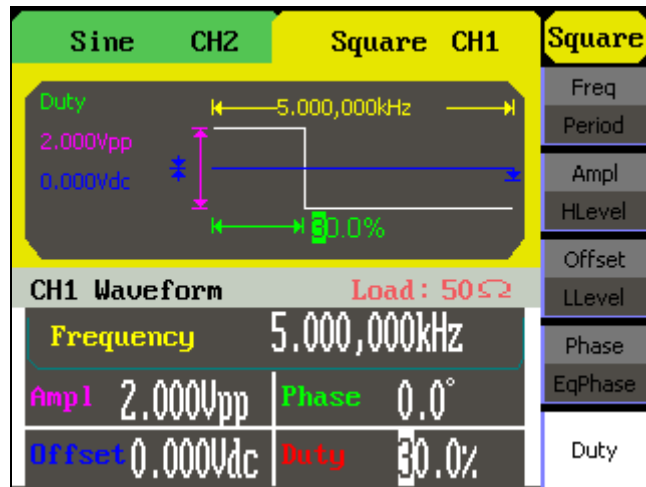 Sine CH2 Square CH1 Square
Duty 5.000,000kHz
2.000Vpp
0.000Vdc
30.0%
Freq
Period
Ampl
HLevel
Offset
LLevel
Phase
EqPhase
Duty
CH1 Waveform Load: 50Ω
Frequency 5.000,000kHz
Ampl 2.000Vpp Phase 0.0°
Offset 0.000Vdc Duty 30.0%